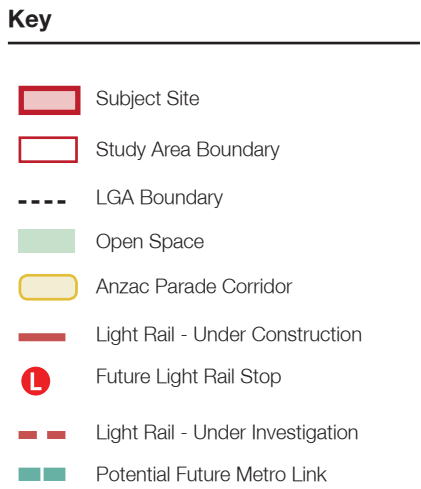 Key
Subject Site
Study Area Boundary
LGA Boundary
Open Space
Anzac Parade Corridor
Light Rail - Under Construction
L Future Light Rail Stop
Light Rail - Under Investigation
Potential Future Metro Link